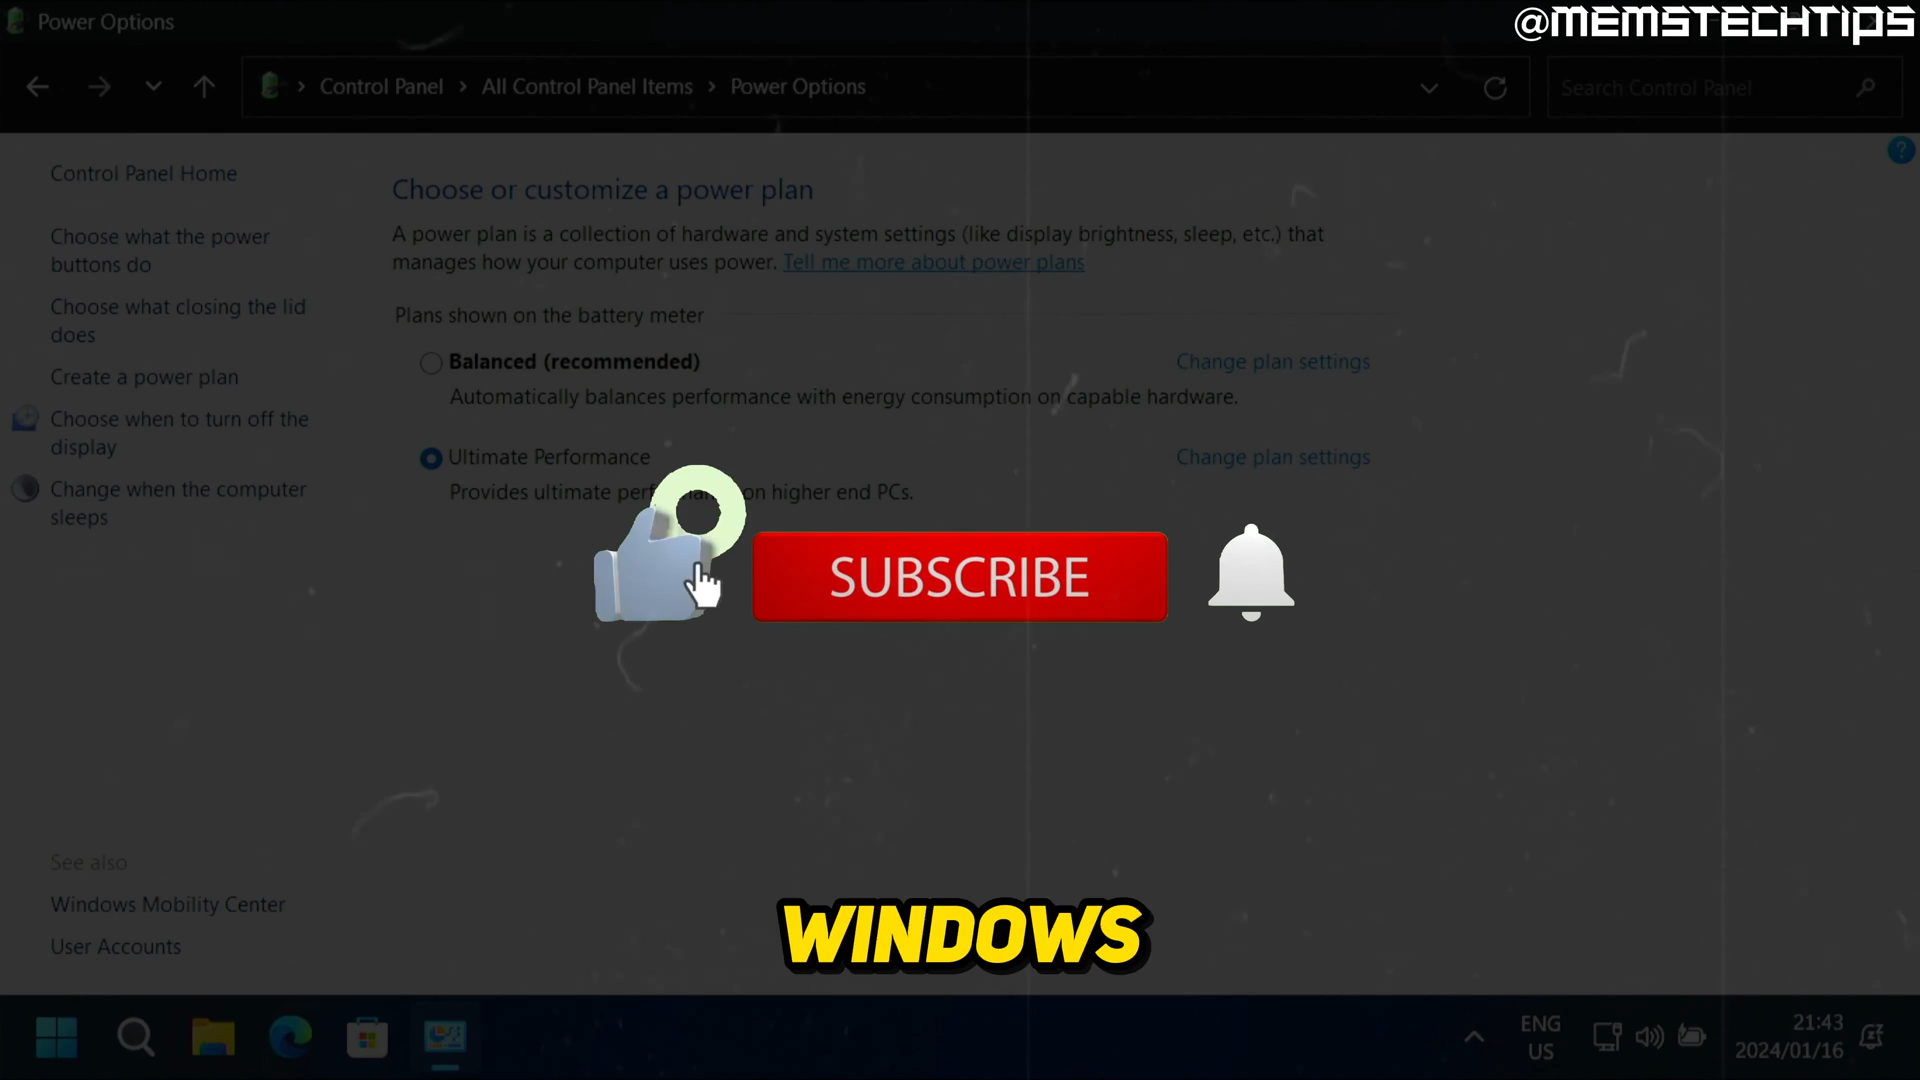 Power Options
@MEMSTECHTIPS
Control Panel > All Control Panel Items > Power Options
Search Control Panel
Control Panel Home
Choose what the power
buttons do
Choose what closing the lid
does
Create a power plan
Choose when to turn off the
display
Change when the computer
sleeps
Choose or customize a power plan
A power plan is a collection of hardware and system settings (like display brightness, sleep, etc.) that
manages how your computer uses power. Tell me more about power plans
Plans shown on the battery meter
Balanced (recommended) Change plan settings
Automatically balances performance with energy consumption on capable hardware.
Ultimate Performance Change plan settings
Provides ultimate on higher end PCs.
SUBSCRIBE
See also
Windows Mobility Center
User Accounts
WINDOWS
ENG
US
21:43
2024/01/16